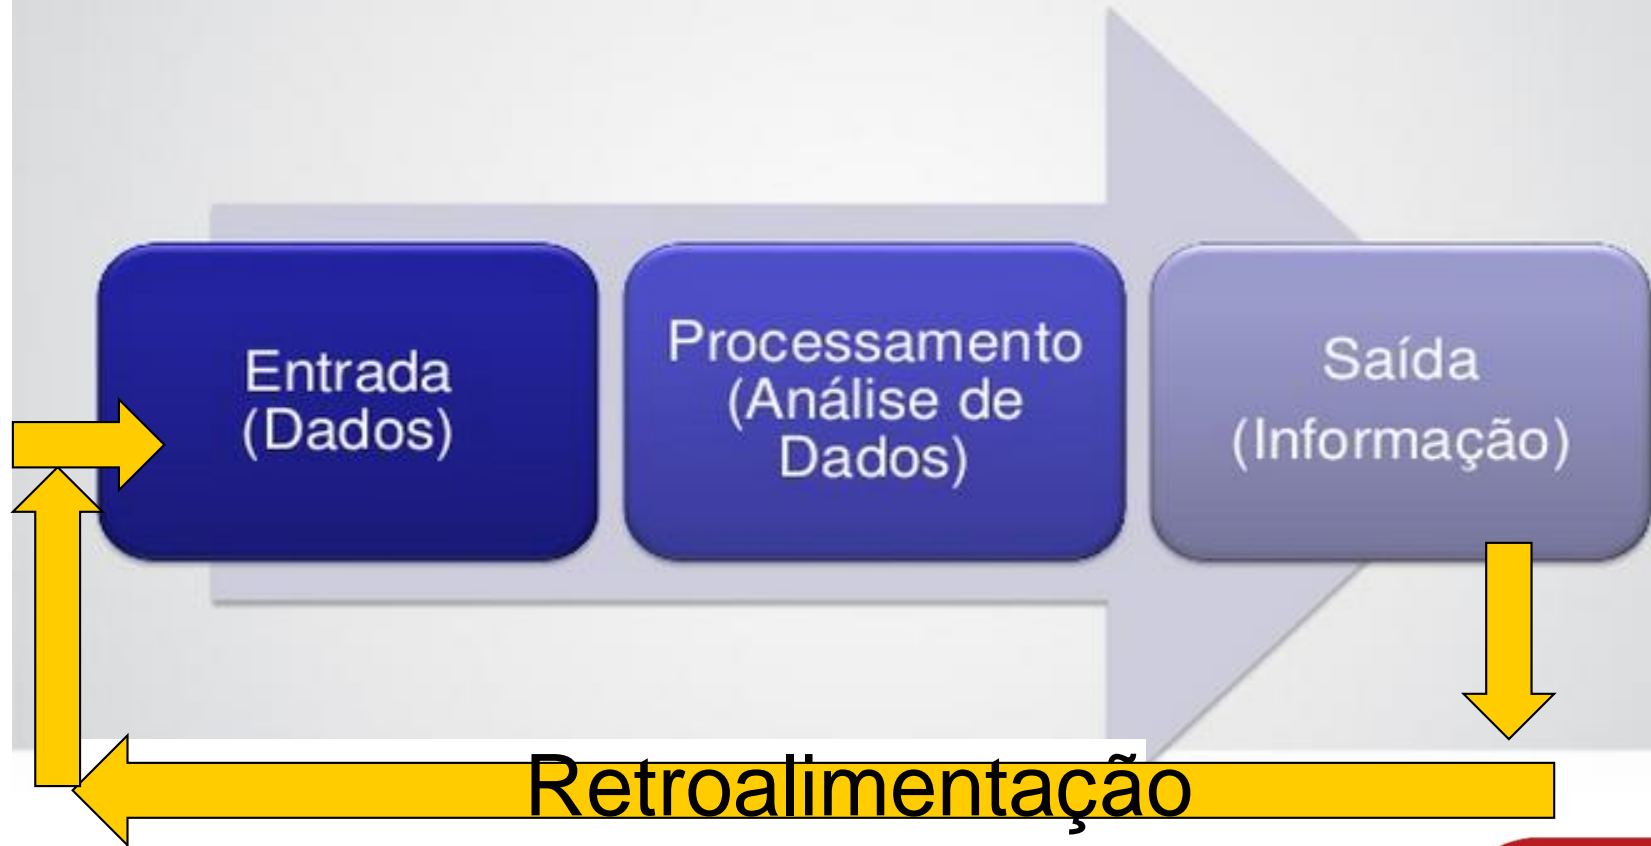 Entrada
(Dados)
Processamento
(Análise de
Dados)
Saída
(Informação)
Retroalimentação